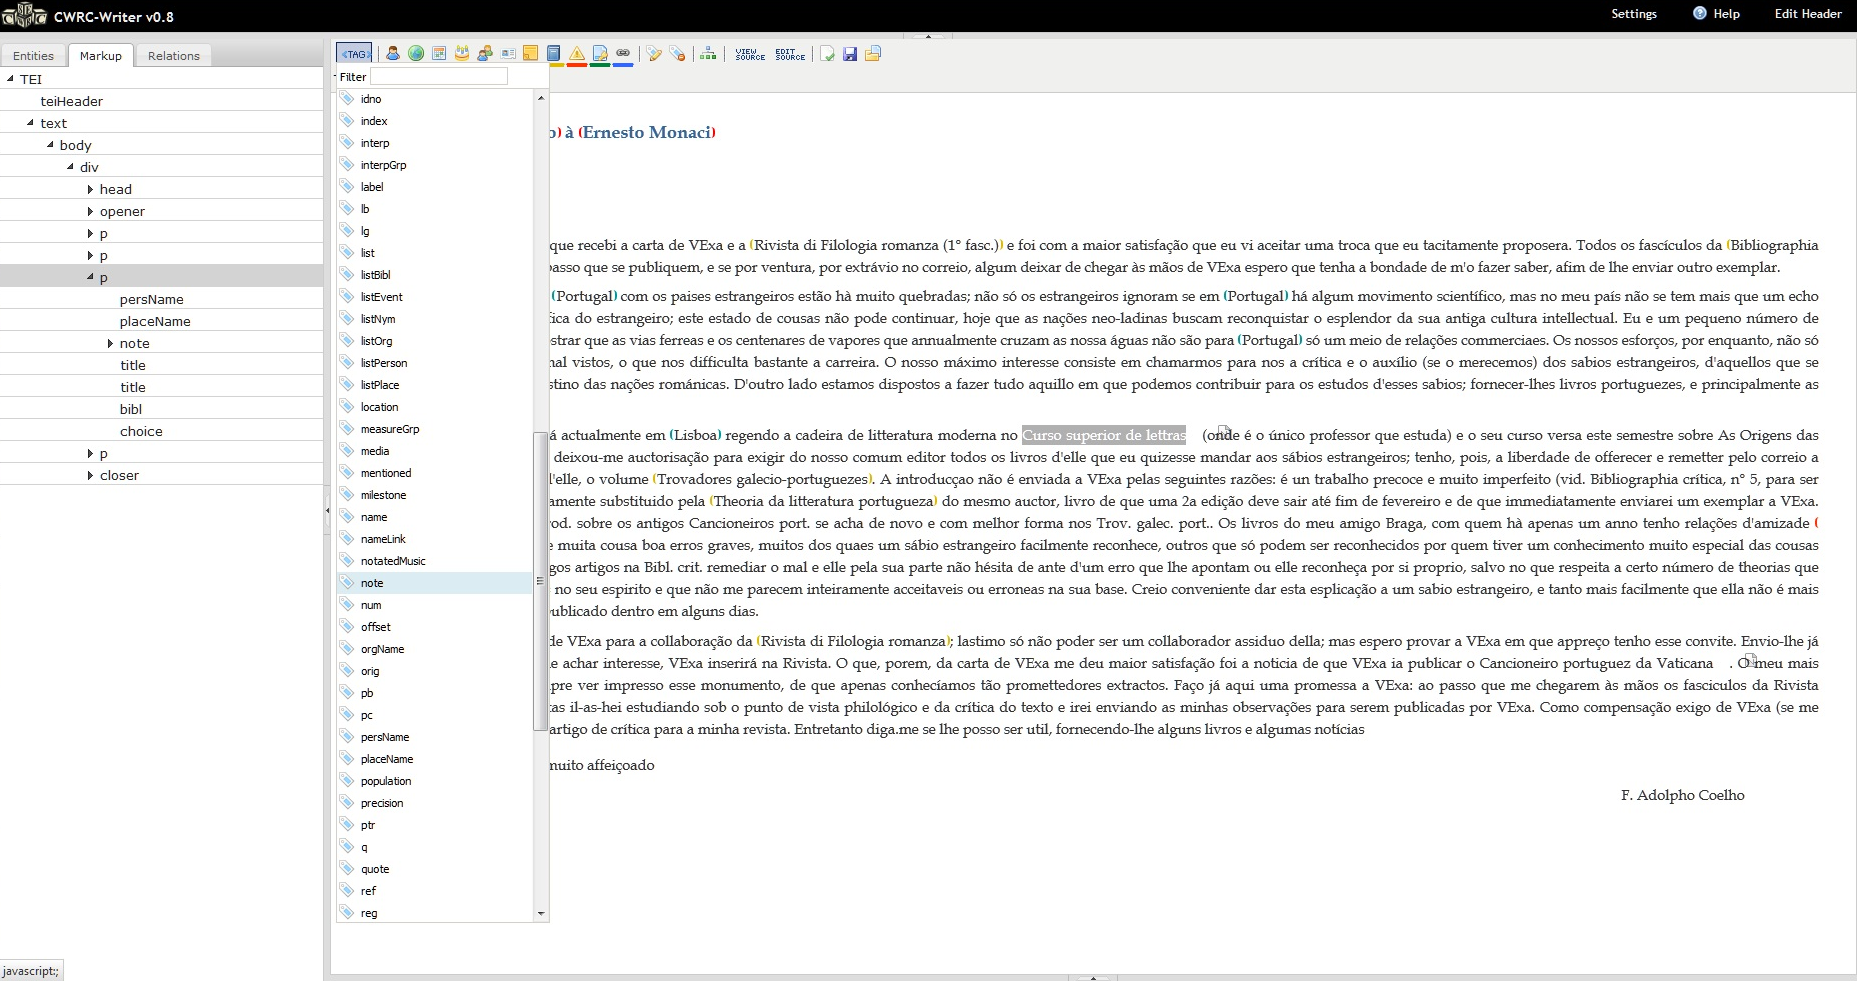 CWRC-Writer v0.8
Settings
Help
Edit Header
Entities
Markup
Relations
TEI
teiHeader
text
body
div
head
opener
p
p
p
persName
placeName
note
title
title
bibl
choice
p
closer
<TAG>
VIEW SOURCE
EDIT SOURCE
Filter
idno
index
interp
interpGrp
label
lb
lg
list
listBibl
listEvent
listNym
listOrg
listPerson
listPlace
location
measureGrp
media
mentioned
milestone
name
nameLink
notatedMusic
note
num
offset
orgName
orig
pb
pc
persName
placeName
population
precision
ptr
q
quote
ref
reg
o) à (Ernesto Monaci)
que recebi a carta de VExa e a (Rivista di Filologia romanza (1° fasc.)) e foi com a maior satisfação que eu vi aceitar uma troca que eu tacitamente proposera. Todos os fascículos da (Bibliographia
asso que se publiquem, e se por ventura, por extrávio no correio, algum deixar de chegar às mãos de VExa espero que tenha a bondade de m'o fazer saber, afim de lhe enviar outro exemplar.
(Portugal) com os paises estrangeiros estão hà muito quebradas; não só os estrangeiros ignoram se em (Portugal) há algum movimento scientífico, mas no meu país não se tem mais que um echo
ica do estrangeiro; este estado de cousas não pode continuar, hoje que as nações neo-ladinas buscam reconquistar o esplendor da sua antiga cultura intellectual. Eu e um pequeno número de
strar que as vias ferreas e os centenares de vapores que annualmente cruzam as nossa águas não são para (Portugal) só um meio de relações commerciaes. Os nossos esforços, por enquanto, não só
nal vistos, o que nos difficulta bastante a carreira. O nosso máximo interesse consiste em chamarmos para nos a crítica e o auxílio (se o merecemos) dos sabios estrangeiros, d'aquellos que se
stino das nações románicas. D'outro lado estamos dispotos a fazer tudo aquillo em que podemos contribuir para os estudos d'esses sabios; fornecer-lhes livros portuguezes, e principalmente as
á actualmente em (Lisboa) regendo a cadeira de litteratura moderna no Curso superior de lettras (onde é o único professor que estuda) e o seu curso versa este semestre sobre As Origens das
deixou-me auctorisação para exigir do nosso comum editor todos os livros d'elle que eu quizesse mandar aos sábios estrangeiros; tenho, pois, a liberdade de offerecer e remetter pelo correio a
l'elle, o volume (Trovadores galecio-portuguezes). A introducçao não é enviada a VExa pelas seguintes razões: é un trabalho precoce e muito imperfeito (vid. Bibliographia crítica, n° 5, para ser
amente substituido pela (Theoria da litteratura portugueza) do mesmo auctor, livro de que uma 2a edição deve sair até fim de fevereiro e de que immediatamente enviarei um exemplar a VExa.
rod. sobre os antigos Cancioneiros port. se acha de novo e com melhor forma nos Trov. galec. port.. Os livros do meu amigo Braga, com quem hà apenas um anno tenho relações d'amizade (
e muita cousa boa erros graves, muitos dos quaes um sábio estrangeiro facilmente reconhece, outros que só podem ser reconhecidos por quem tiver um conhecimento muito especial das cousas
gos artigos na Bibl. crit. remediar o mal e elle pela sua parte não hésita de ante d'um erro que lhe apontam ou elle reconheça por si proprio, salvo no que respeita a certo número de theorias que
no seu espirito e que não me parecem inteiramente acceitaveis ou erroneas na sua base. Creio conveniente dar esta esplicação a um sabio estrangeiro, e tanto mais facilmente que ella não é mais
ublicado dentro em alguns dias.
de VExa para a collaboração da (Rivista di Filologia romanza); lastimo só não poder ser um collaborador assiduo della; mas espero provar a VExa em que appreço tenho esse convite. Envio-lhe já
e achar interesse, VExa inserirá na Rivista. O que, porem, da carta de VExa me deu maior satisfação foi a noticia de que VExa ia publicar o Cancioneiro portuguez da Vaticana . O meu mais
pre ver impresso esse monumento, de que apenas conhecíamos tão promettedores extractos. Faço já aqui uma promessa a VExa: ao passo que me chegarem às mãos os fasciculos da Rivista
as il-as-hei estudiando sob o punto de vista philológico e da crítica do texto e irei enviando as minhas observações para serem publicadas por VExa. Como compensação exigo de VExa (se me
artigo de crítica para a minha revista. Entretanto diga.me se lhe posso ser util, fornecendo-lhe alguns livros e algumas notícias
muito affeiçoado
F. Adolpho Coelho
javascript:;